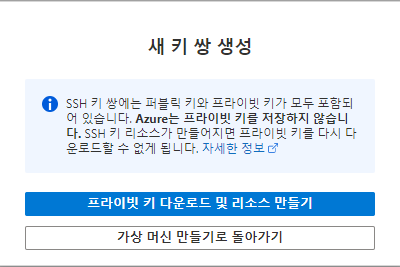 새 키 쌍 생성
SSH 키 쌍에는 퍼블릭 키와 프라이빗 키가 모두 포함되
어 있습니다. Azure는 프라이빗 키를 저장하지 않습니
다. SSH 키 리소스가 만들어지면 프라이빗 키를 다시 다
운로드할 수 없게 됩니다. 자세한 정보
프라이빗 키 다운로드 및 리소스 만들기
가상 머신 만들기로 돌아가기